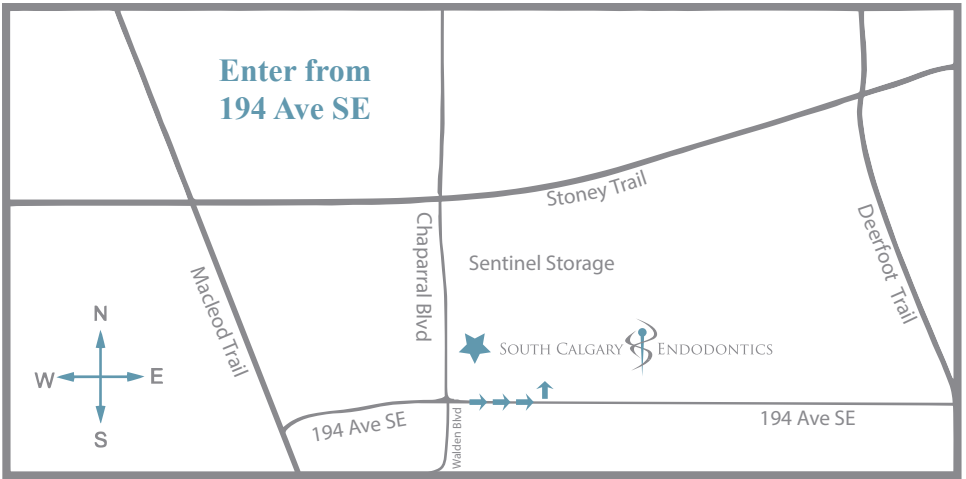 Enter from
194 Ave SE
Stoney Trail
Chaparral Blvd
Deerfoot Trail
Sentinel Storage
Macleod Trail
N
W E
S
SOUTH CALGARY ENDODONTICS
194 Ave SE
Walden Blvd
194 Ave SE